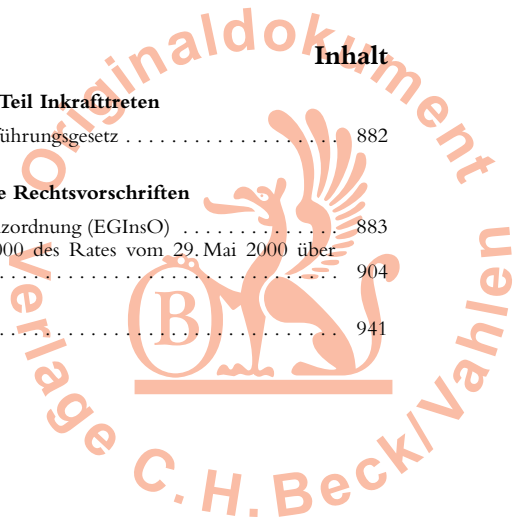 Inhalt
Teil Inkrafttreten
führungsgesetz . . . . . . . . . . . . . . . . . . . 882
e Rechtsvorschriften
zordnung (EGInsO) . . . . . . . . . . . . . . 883
000 des Rates vom 29. Mai 2000 über
. . . . . . . . . . . . . . . . . . . . . . . . . . . . . . 904
. . . . . . . . . . . . . . . . . . . . . . . . . . . . . . 941
Originaldokument
B
Verlage C.H.Beck/Vahlen